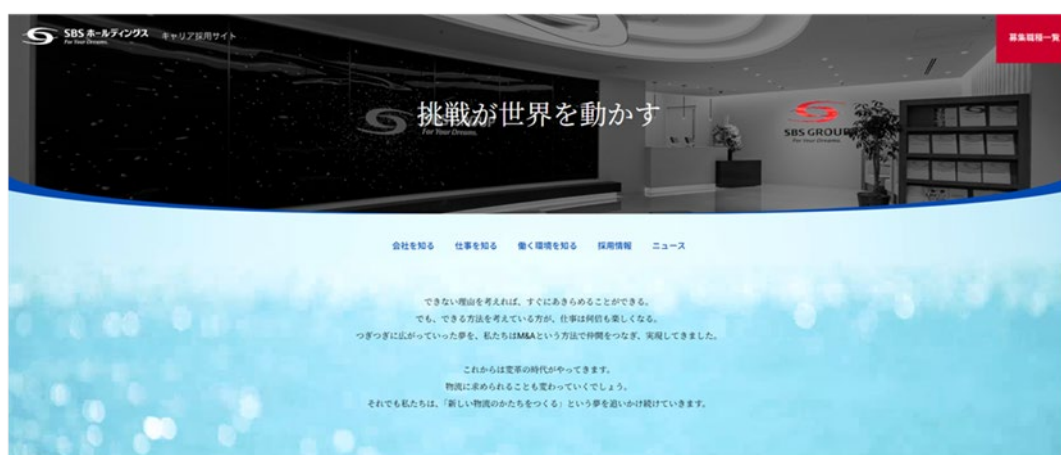 SBS ホールディングス
For Your Dreams.
キャリア採用サイト
募集職種一覧
挑戦が世界を動かす
For Your Dreams.
SBS GROUP
For Your Dreams.
会社を知る
仕事を知る
働く環境を知る
採用情報
ニュース
できない理由を考えれば、すぐにあきらめることができる。
でも、できる方法を考えている方が、仕事は何倍も楽しくなる。
つぎつぎに広がっていった夢を、私たちはM&Aという方法で仲間をつなぎ、実現してきました。
これからは変革の時代がやってきます。
物流に求められることも変わっていくでしょう。
それでも私たちは、「新しい物流のかたちをつくる」という夢を追いかけ続けていきます。